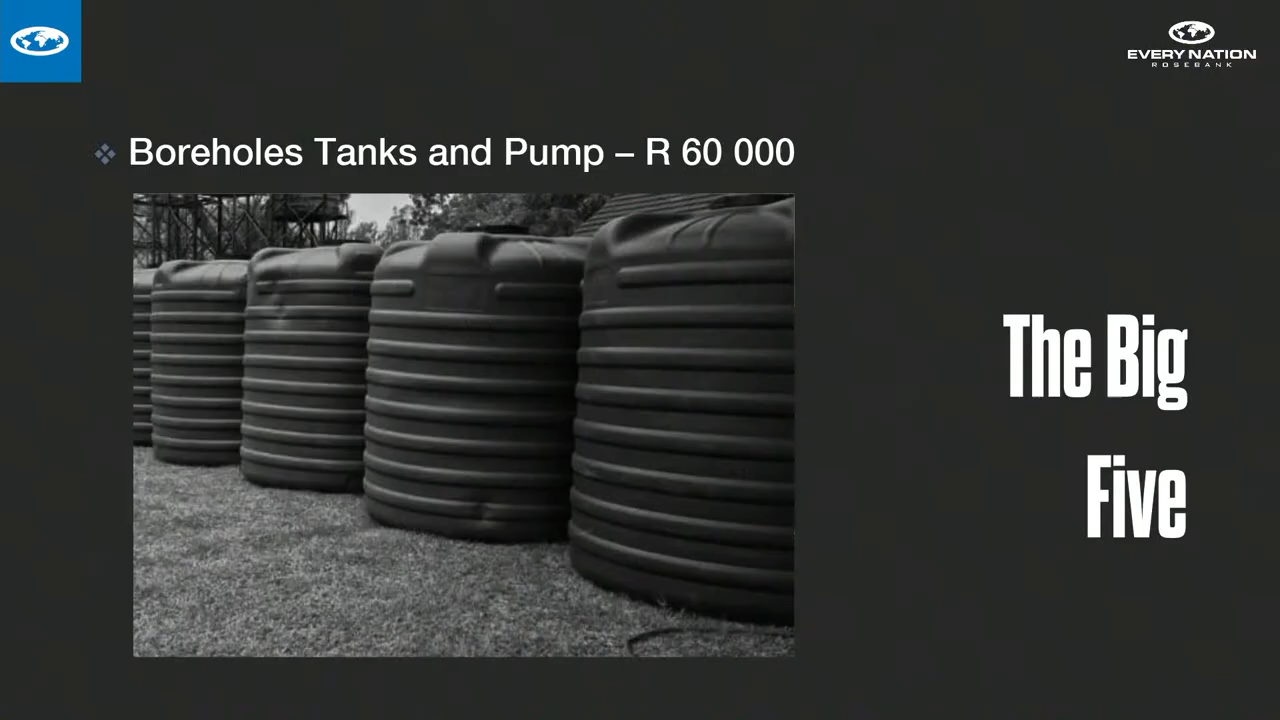 EVERY NATION
ROSEBANK
Boreholes Tanks and Pump – R 60 000
The Big
Five